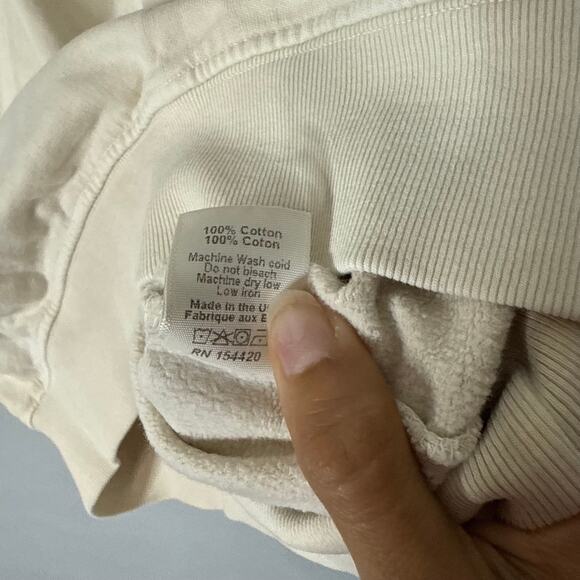 100% Cotton
100% Coton
Machine Wash cold
Do not bleach
Machine dry low
Low iron
Made in the U
Fabrique aux E
RN 154420